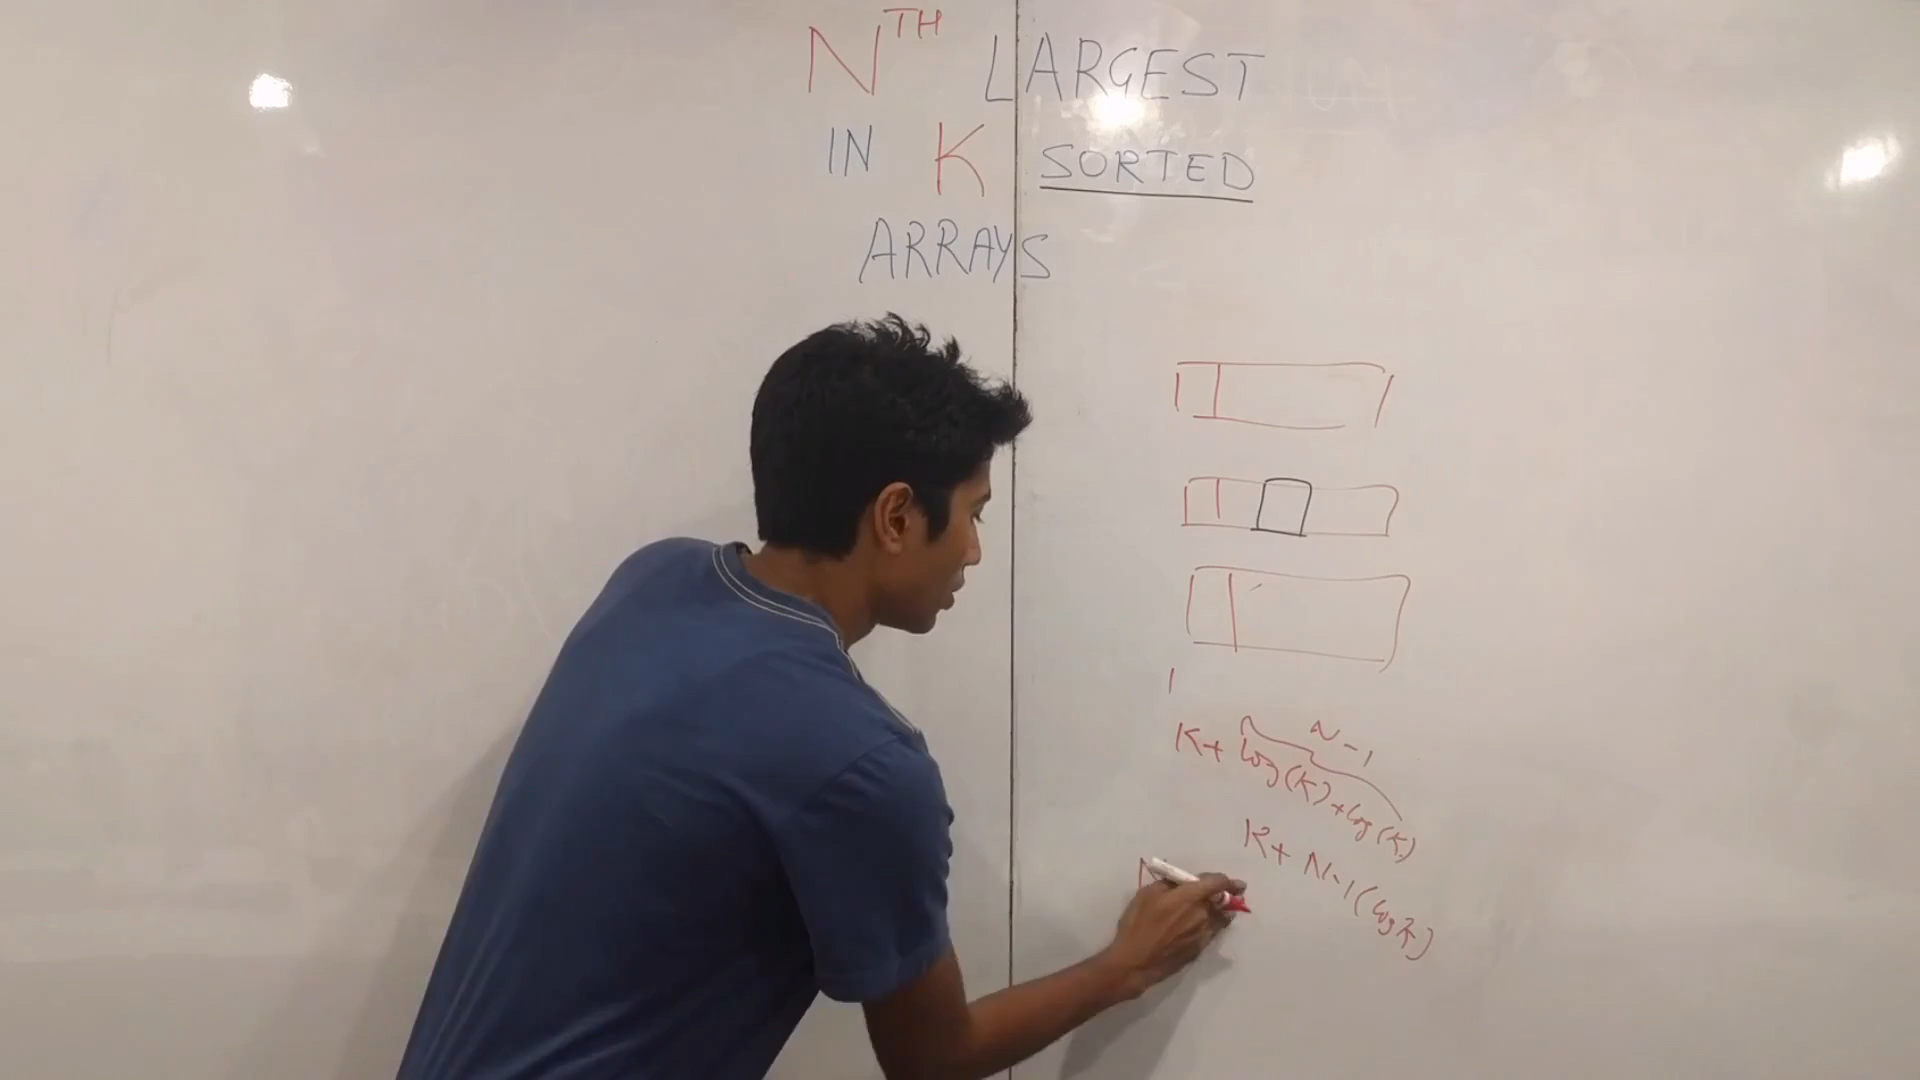 NTH LARGEST
IN K SORTED
ARRAYS
N-1
K+ log(K)+log(K)
K+ N-1(logK)
N